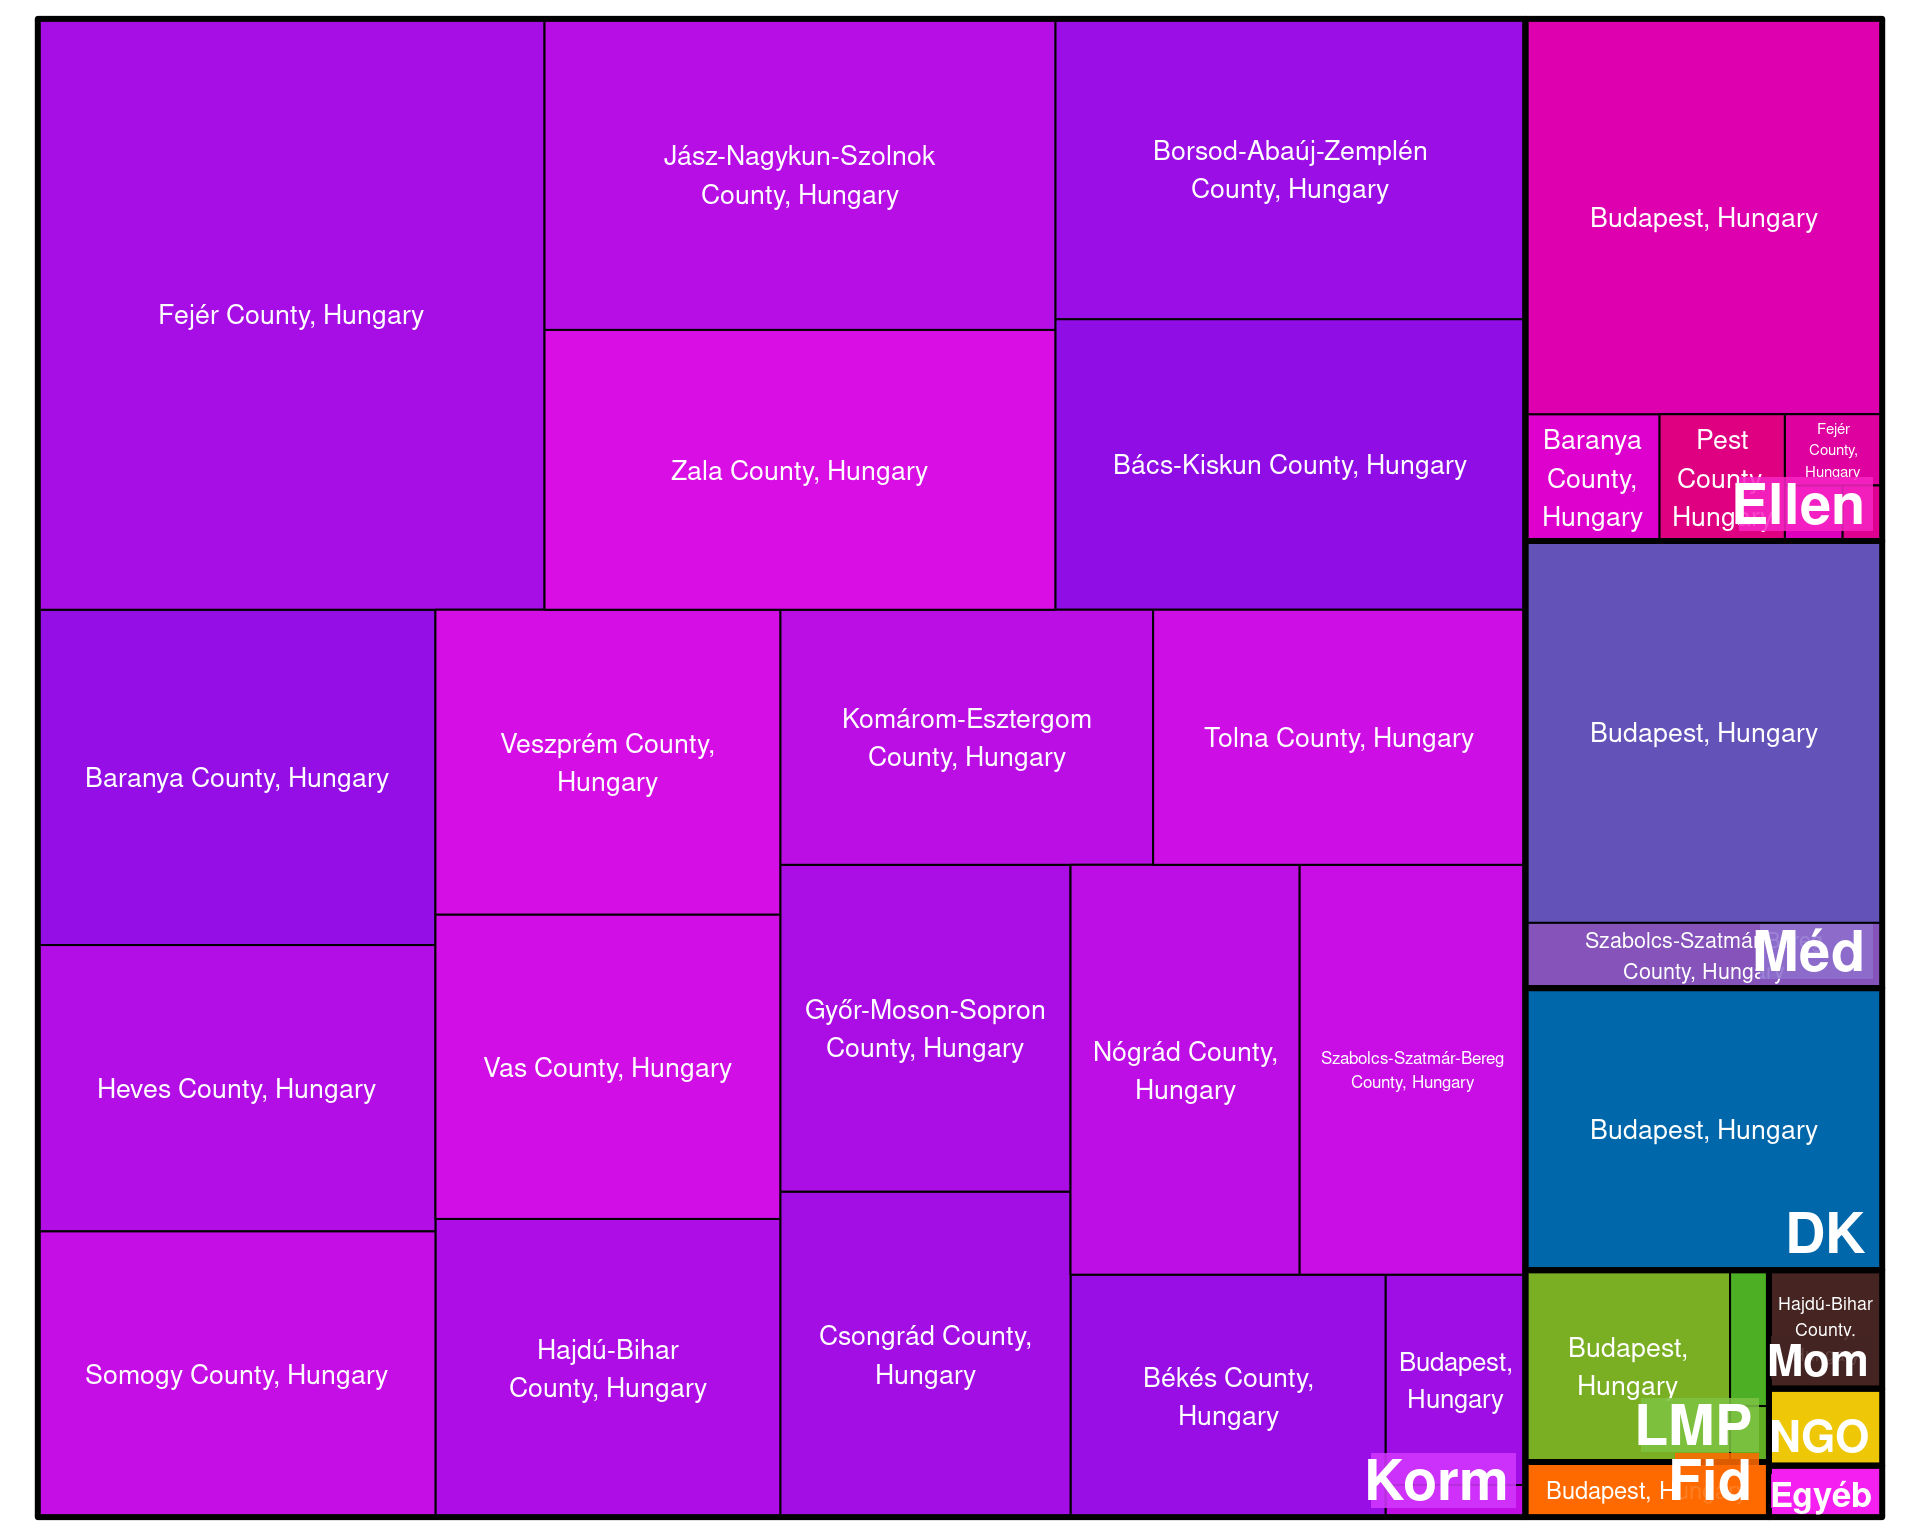 Fejér County, Hungary
Jász-Nagykun-Szolnok
County, Hungary
Borsod-Abaúj-Zemplén
County, Hungary
Zala County, Hungary
Bács-Kiskun County, Hungary
Baranya County, Hungary
Veszprém County,
Hungary
Komárom-Esztergom
County, Hungary
Tolna County, Hungary
Heves County, Hungary
Vas County, Hungary
Győr-Moson-Sopron
County, Hungary
Nógrád County,
Hungary
Szabolcs-Szatmár-Bereg
County, Hungary
Somogy County, Hungary
Hajdú-Bihar
County, Hungary
Csongrád County,
Hungary
Békés County,
Hungary
Budapest,
Hungary
Korm
Budapest, Hungary
Baranya
County,
Hungary
Pest
County,
Hungary
Fejér
County,
Hungary
Ellen
Budapest, Hungary
Szabolcs-Szatmár-Bereg
County, Hungary
Méd
Budapest, Hungary
DK
Budapest,
Hungary
LMP
Budapest, Hungary
Fid
Hajdú-Bihar
County,
Mom
NGO
Egyéb